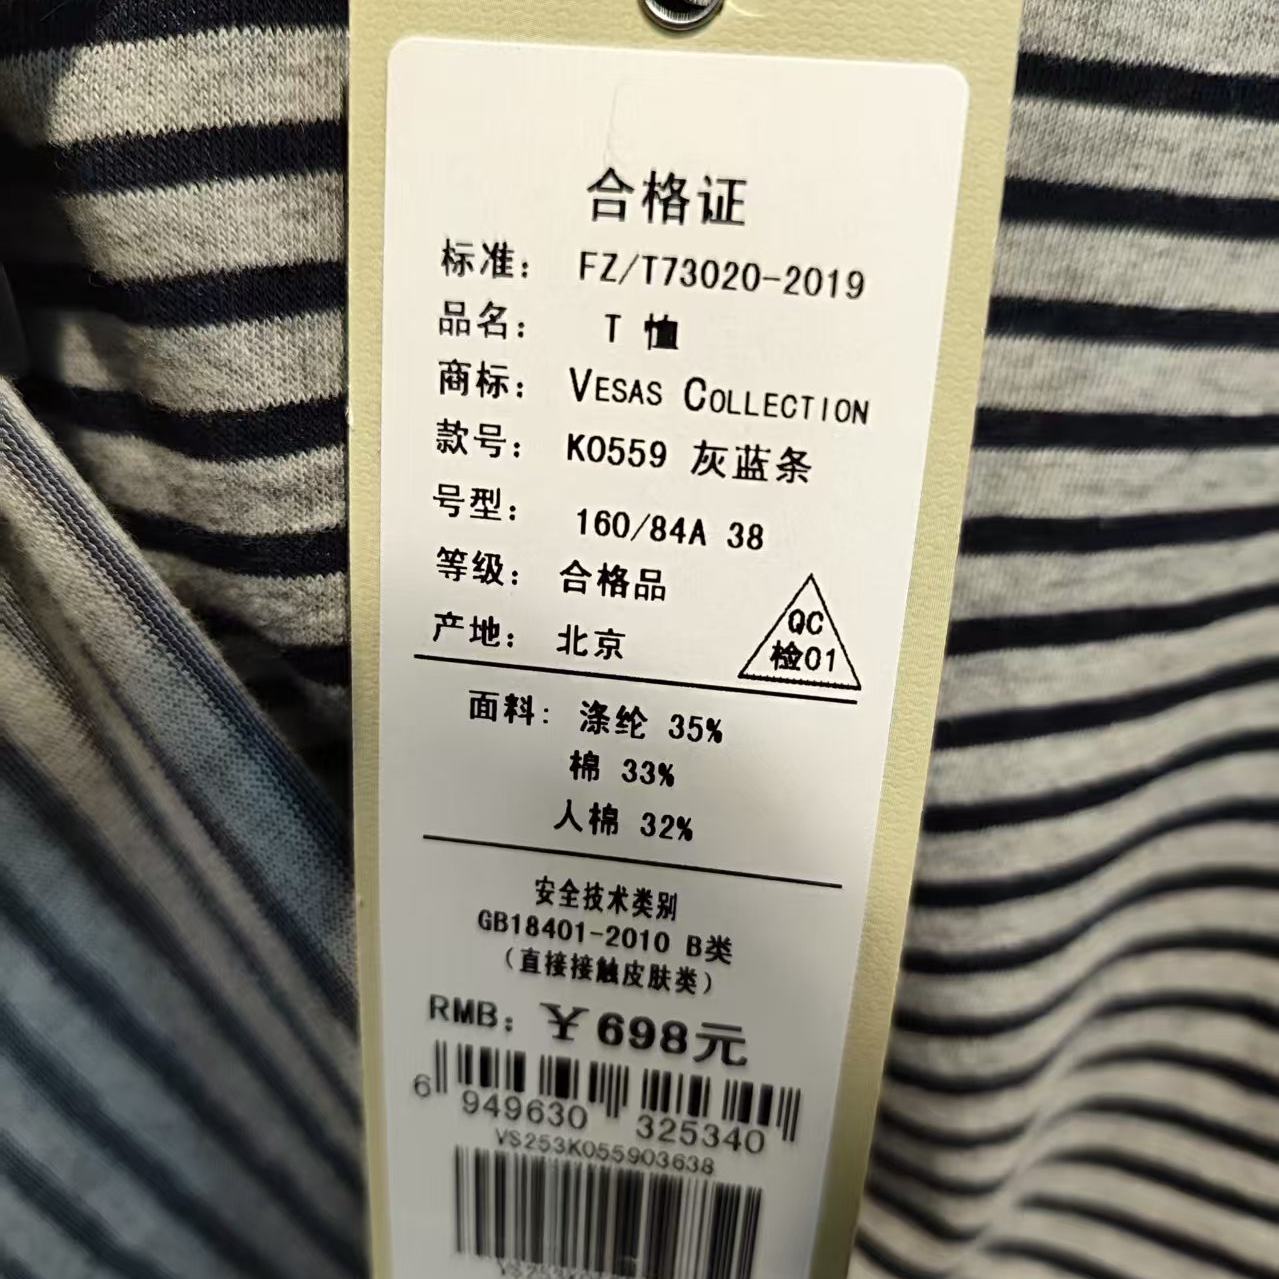 合格证
标准： FZ/T73020-2019
品名： T 恤
商标： VESAS COLLECTION
款号： K0559 灰蓝条
号型： 160/84A 38
等级： 合格品
产地： 北京
QC
检01
面料： 涤纶 35%
棉 33%
人棉 32%
安全技术类别
GB18401-2010 B类
（直接接触皮肤类）
RMB： ￥698元
6 949630 325340
VS253K055903638